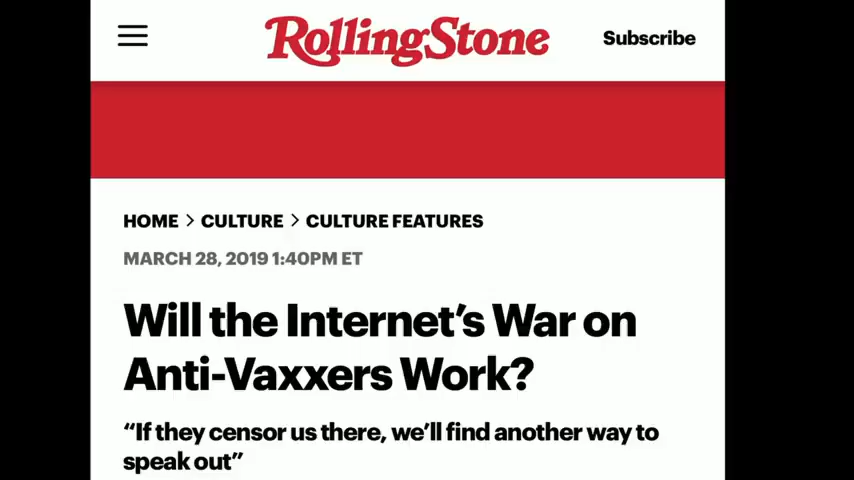 RollingStone
Subscribe
HOME > CULTURE > CULTURE FEATURES
MARCH 28, 2019 1:40PM ET
Will the Internet’s War on
Anti-Vaxxers Work?
“If they censor us there, we’ll find another way to
speak out”